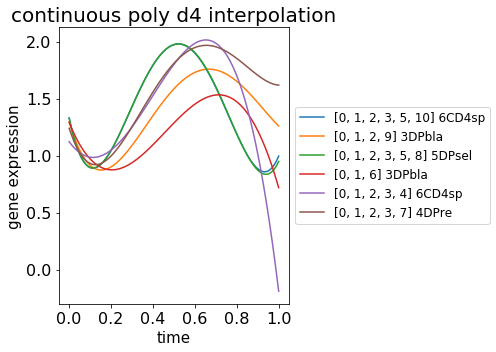 continuous poly d4 interpolation
gene expression
2.0
1.5
1.0
0.5
0.0
0.0 0.2 0.4 0.6 0.8 1.0
time
[0, 1, 2, 3, 5, 10] 6CD4sp
[0, 1, 2, 9] 3DPbla
[0, 1, 2, 3, 5, 8] 5DPsel
[0, 1, 6] 3DPbla
[0, 1, 2, 3, 4] 6CD4sp
[0, 1, 2, 3, 7] 4DPre